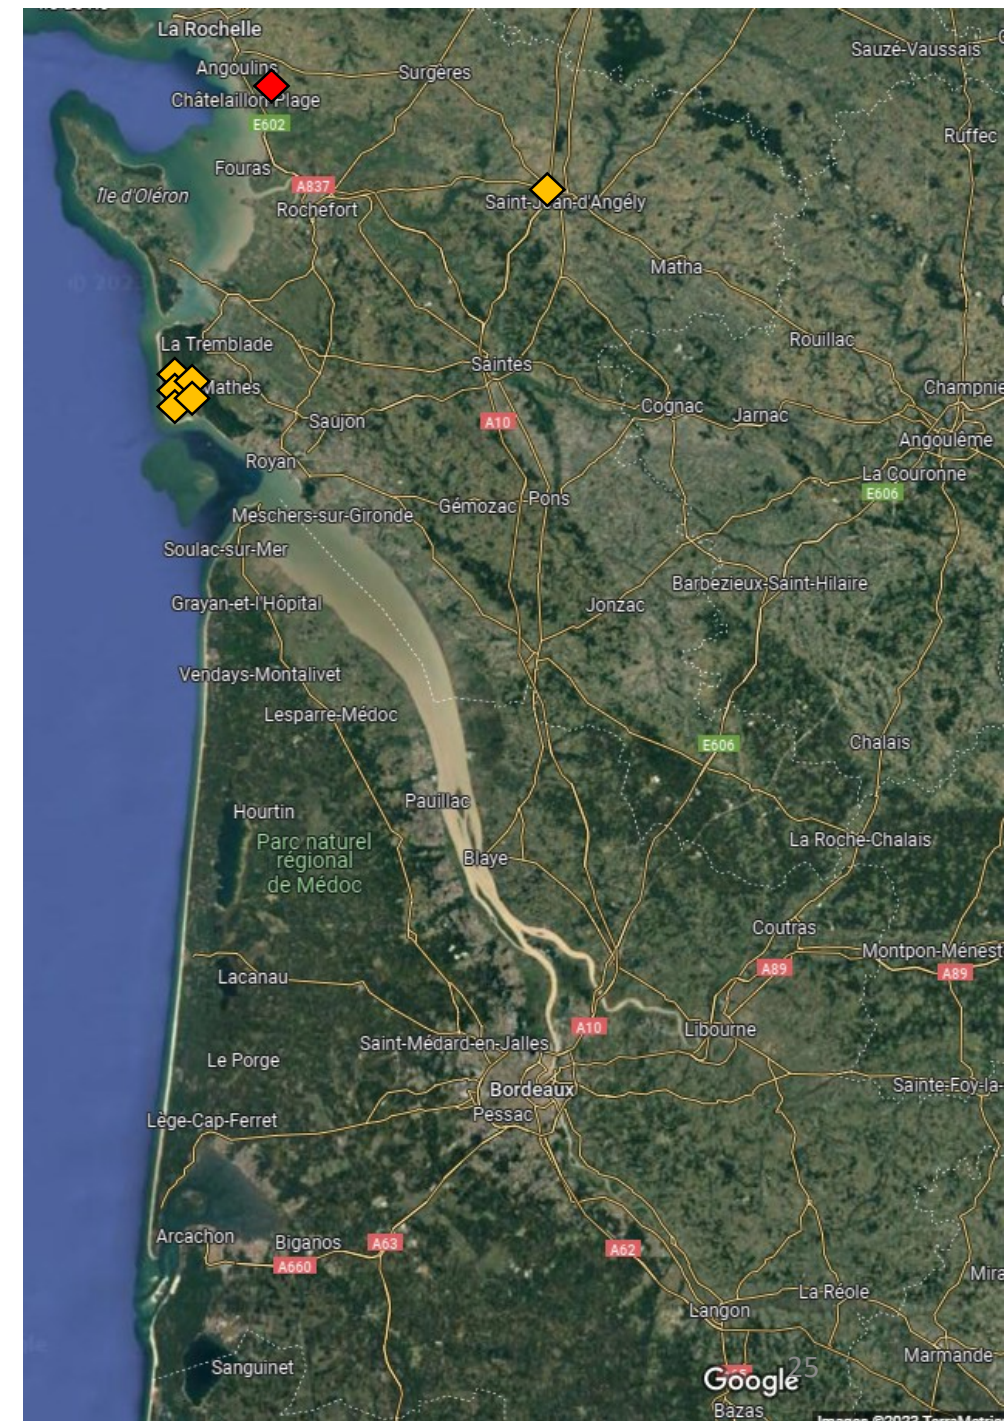 La Rochelle
Sauzé-Vaussais
Angoulins
Surgères
Châtelaillon-Plage
E602
Ruffec
Fouras
A837
Île d'Oléron
Saint-Jean-d'Angély
Rochefort
Matha
La Tremblade
Rouillac
Saintes
Mathes
Champnie
Cognac
Jarnac
Saujon
A10
Angoulême
Royan
La Couronne
E606
Gémozac
Pons
Meschers-sur-Gironde
Soulac-sur-Mer
Barbezieux-Saint-Hilaire
Grayan-et-l'Hôpital
Jonzac
Vendays-Montalivet
Lesparre-Médoc
E606
Chalais
Pauillac
Hourtin
La Roche-Chalais
Parc naturel
régional
de Médoc
Blaye
Coutras
Montpon-Ménest
A89
A89
Lacanau
A10
Libourne
Saint-Médard-en-Jalles
Le Porge
Bordeaux
Sainte-Foy-la-
Pessac
Lège-Cap-Ferret
Arcachon
Biganos
A63
A62
A660
Mira
La Réole
Langon
Marmande
Sanguinet
25
Google
Bazas